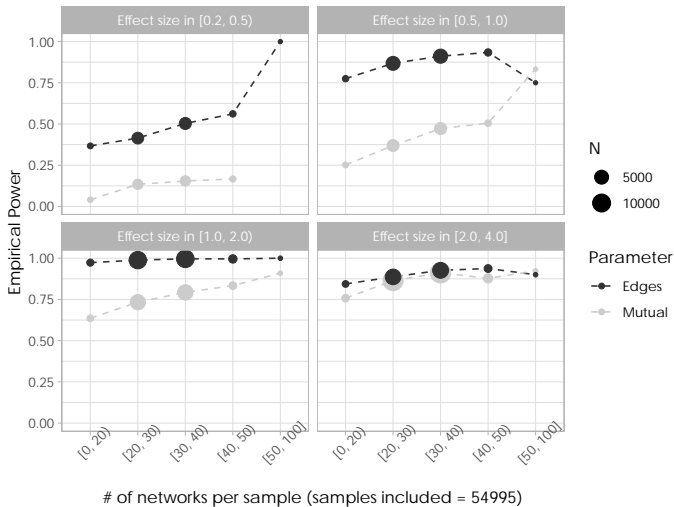 Effect size in [0.2, 0.5)
Effect size in [0.5, 1.0)
1.00
0.75
0.50
0.25
0.00
Effect size in [1.0, 2.0)
Effect size in [2.0, 4.0]
1.00
0.75
0.50
0.25
0.00
Empirical Power
[0, 20)
[20, 30)
[30, 40)
[40, 50)
[50, 100]
[0, 20)
[20, 30)
[30, 40)
[40, 50)
[50, 100]
# of networks per sample (samples included = 54995)
N
5000
10000
Parameter
Edges
Mutual